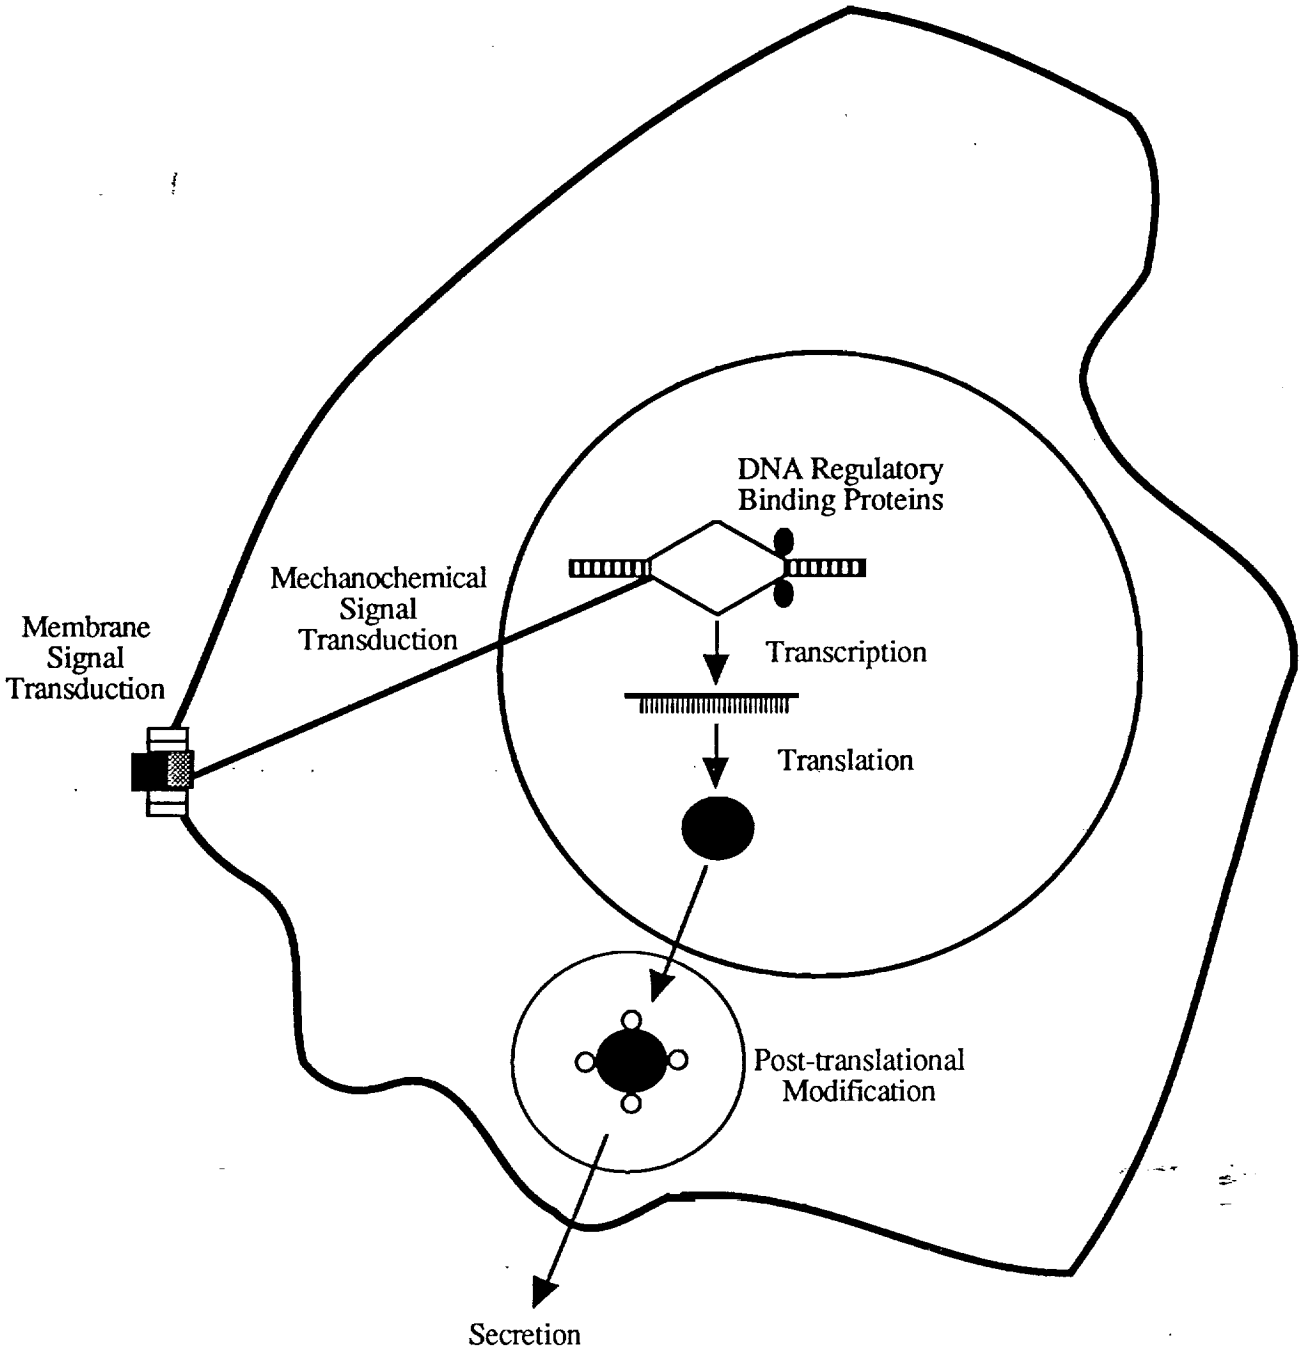 DNA Regulatory
Binding Proteins
Mechanochemical
Signal
Transduction
Membrane
Signal
Transduction
Transcription
Translation
Post-translational
Modification
Secretion